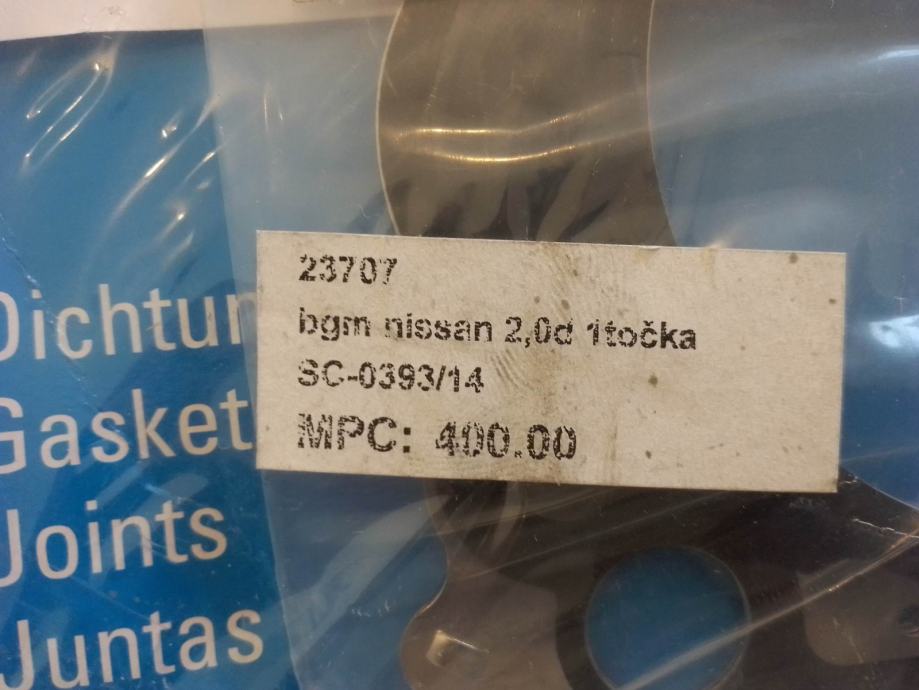 23707
bgm nissan 2,0d 1točka
SC-0393/14
MPC: 400.00
Dichtun
Gasket
Joints
Juntas